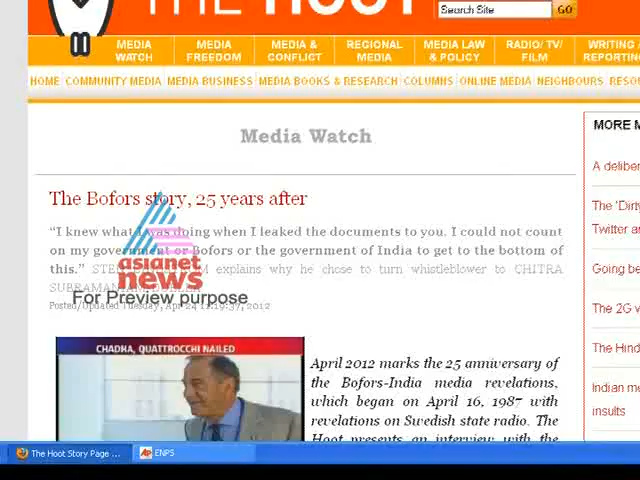 THE HOOT
Search Site GO
MEDIA WATCH
MEDIA FREEDOM
MEDIA & CONFLICT
REGIONAL MEDIA
MEDIA LAW & POLICY
RADIO/ TV/ FILM
WRITING
REPORTING
HOME COMMUNITY MEDIA MEDIA BUSINESS MEDIA BOOKS & RESEARCH COLUMNS ONLINE MEDIA NEIGHBOURS
Media Watch
The Bofors story, 25 years after
“I knew what I was doing when I leaked the documents to you. I could not count
on my government or Bofors or the government of India to get to the bottom of
this.” explains why he chose to turn whistleblower to CHITRA
asianet
news
For Preview purpose
Posted/Updated Tuesday, Apr 24 2012
CHADHA, QUATTROCCHI NAILED
April 2012 marks the 25 anniversary of
the Bofors-India media revelations,
which began on April 16, 1987 with
revelations on Swedish state radio. The
Hoot presents an interview with the
MORE
A
The 'Dirty
Twitter
Going
The 2G
The
Indian
insults
The Hoot Story Page ...
ENPS